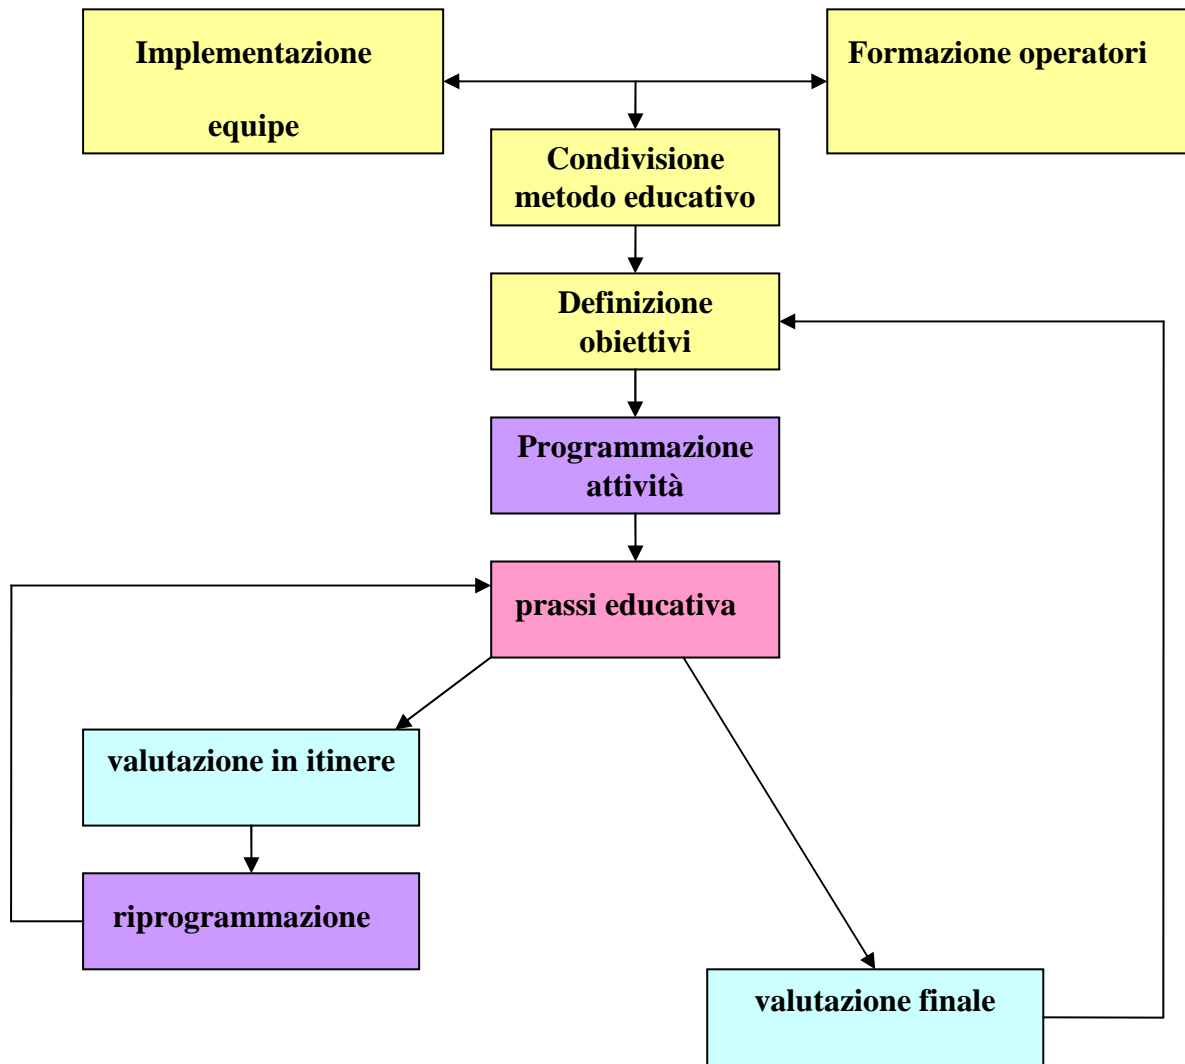 Implementazione
equipe
Formazione operatori
Condivisione
metodo educativo
Definizione
obiettivi
Programmazione
attività
prassi educativa
valutazione in itinere
riprogrammazione
valutazione finale